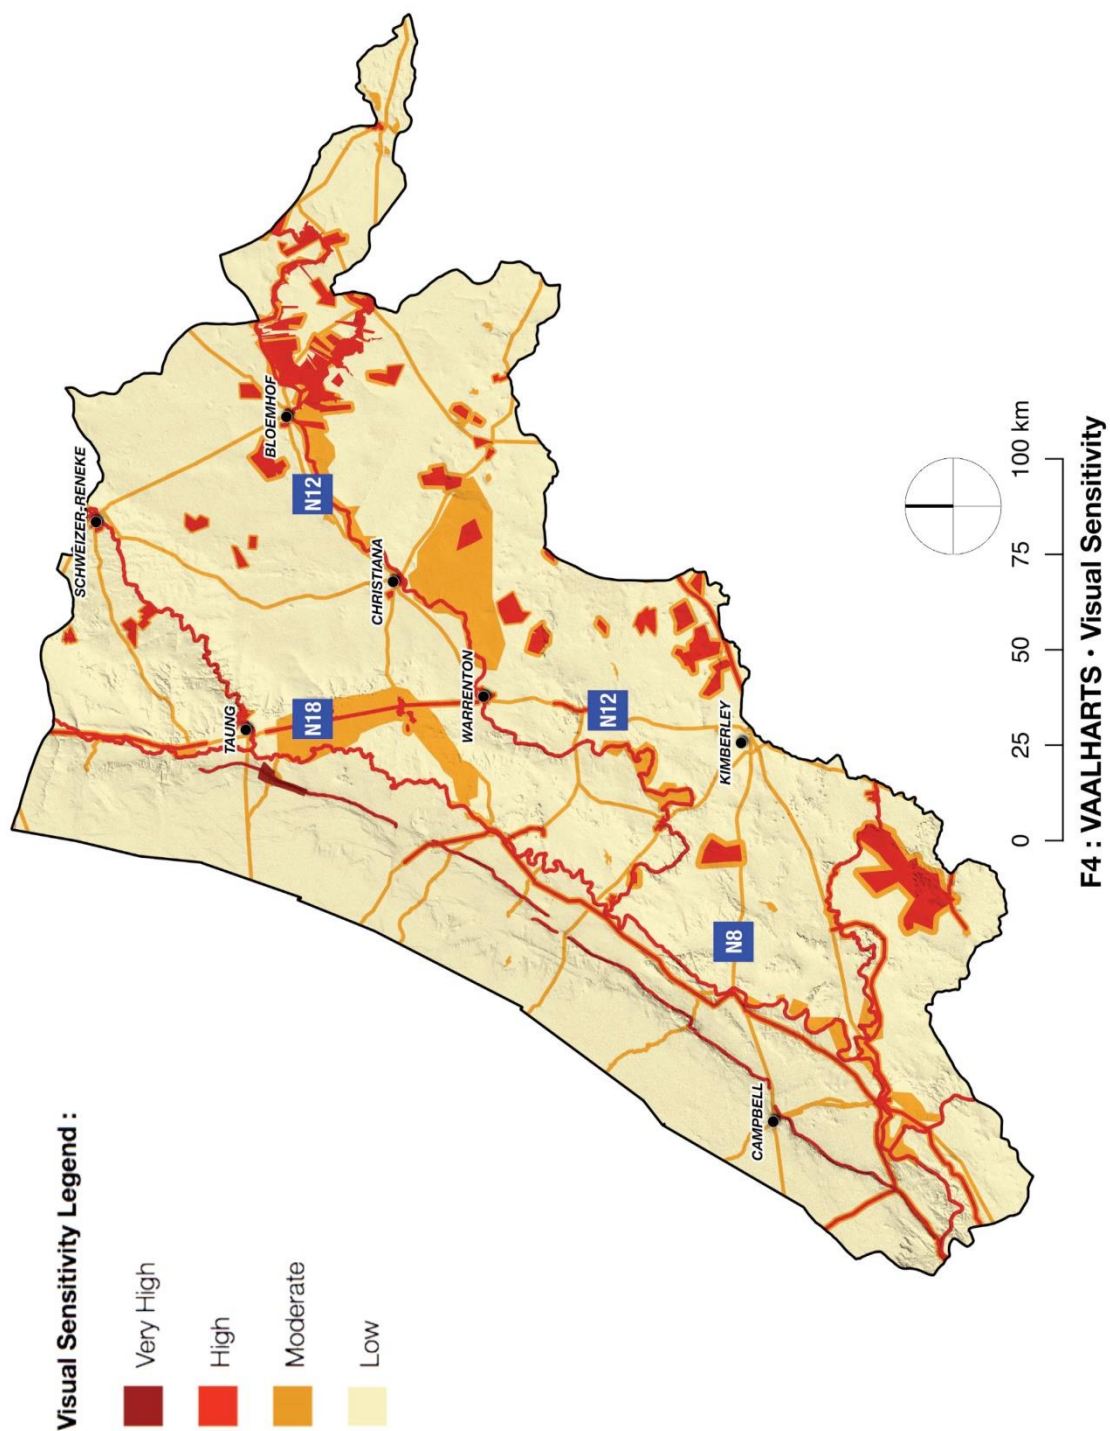 Visual Sensitivity Legend :
Very High
High
Moderate
Low
SCHWEIZER-RENEKE
BLOEMHOF
N12
CHRISTIANA
TAUNG
N18
WARRENTON
N12
KIMBERLEY
N8
CAMPBELL
0 25 50 75 100 km
F4 : VAALHARTS • Visual Sensitivity